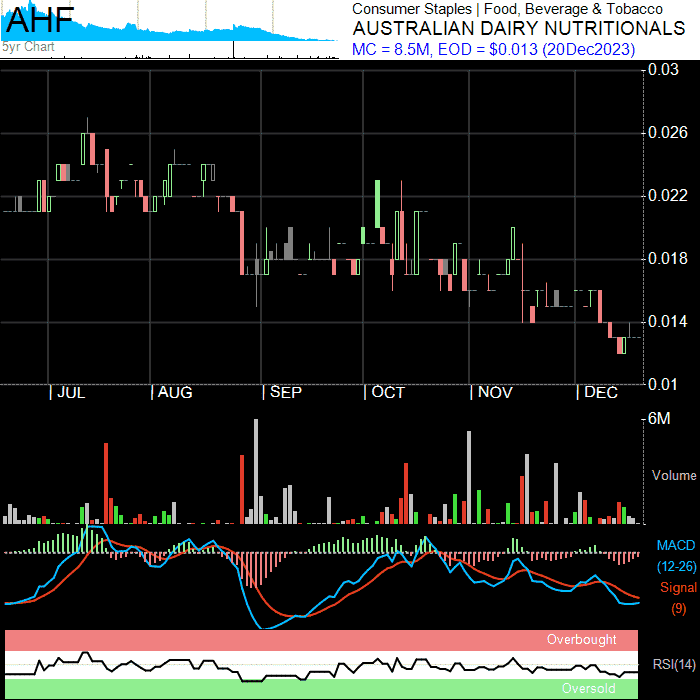 AHF
5yr Chart
Consumer Staples | Food, Beverage & Tobacco
AUSTRALIAN DAIRY NUTRITIONALS
MC = 8.5M, EOD = $0.013 (20Dec2023)
0.03
0.026
0.022
0.018
0.014
0.01
| JUL | AUG | SEP | OCT | NOV | DEC
6M
Volume
MACD
(12-26)
Signal
(9)
Overbought
RSI(14)
Oversold